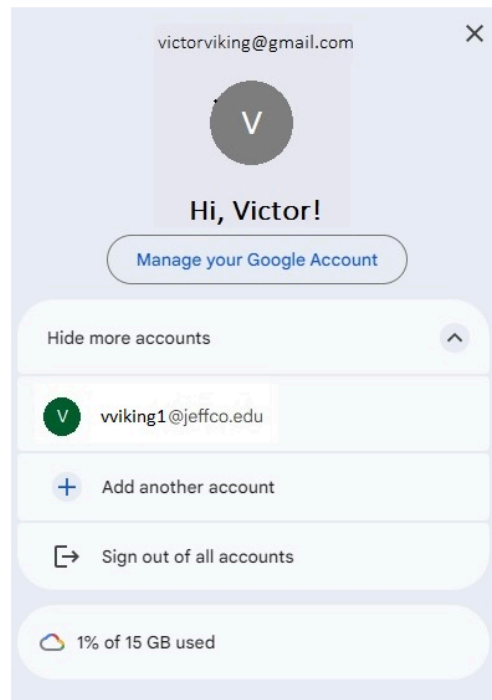 victorviking@gmail.com
V
Hi, Victor!
Manage your Google Account
Hide more accounts
V vviking1@jeffco.edu
Add another account
Sign out of all accounts
1% of 15 GB used